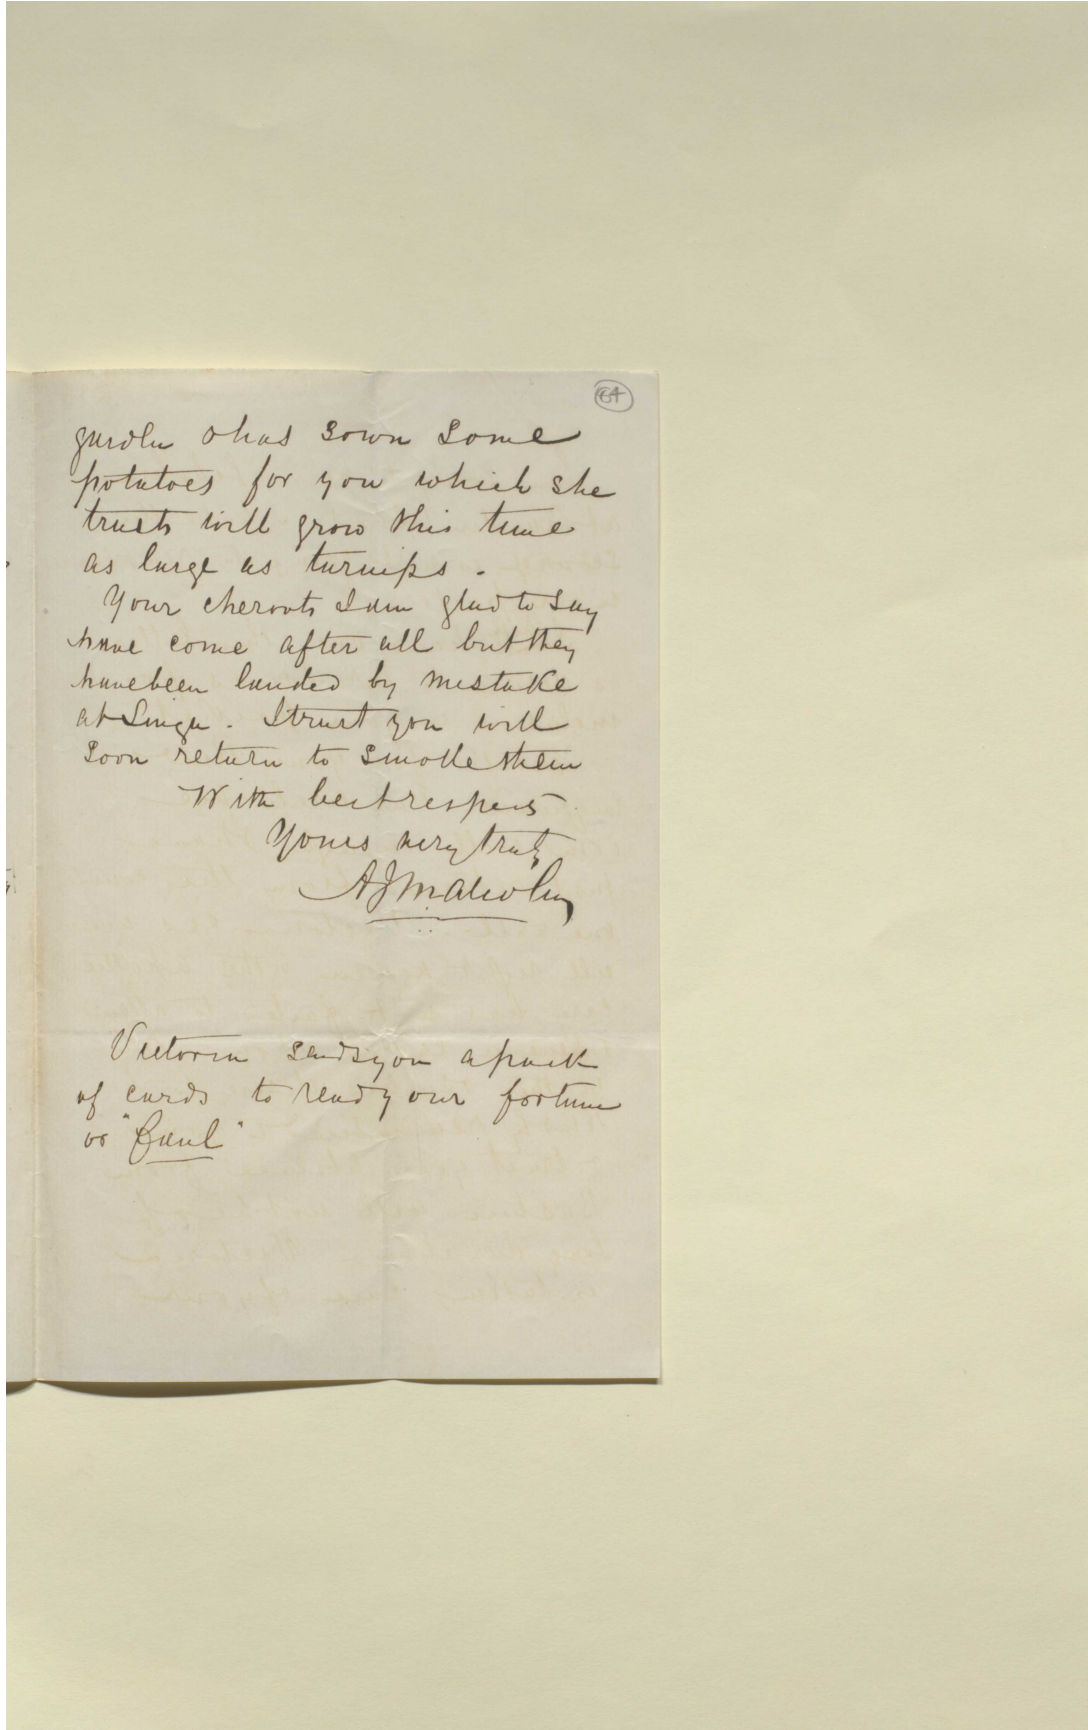 64
garden & has sown some
potatoes for you which she
trusts will grow this time
as large as turnips.
Your cheroots I am glad to say
have come after all but they
have been landed by mistake
at Linga. I trust you will
soon return to smoke them
With best respects
Yours very truly
A J Malcolm
Victoria sends you a pack
of cards to read your fortune
or "